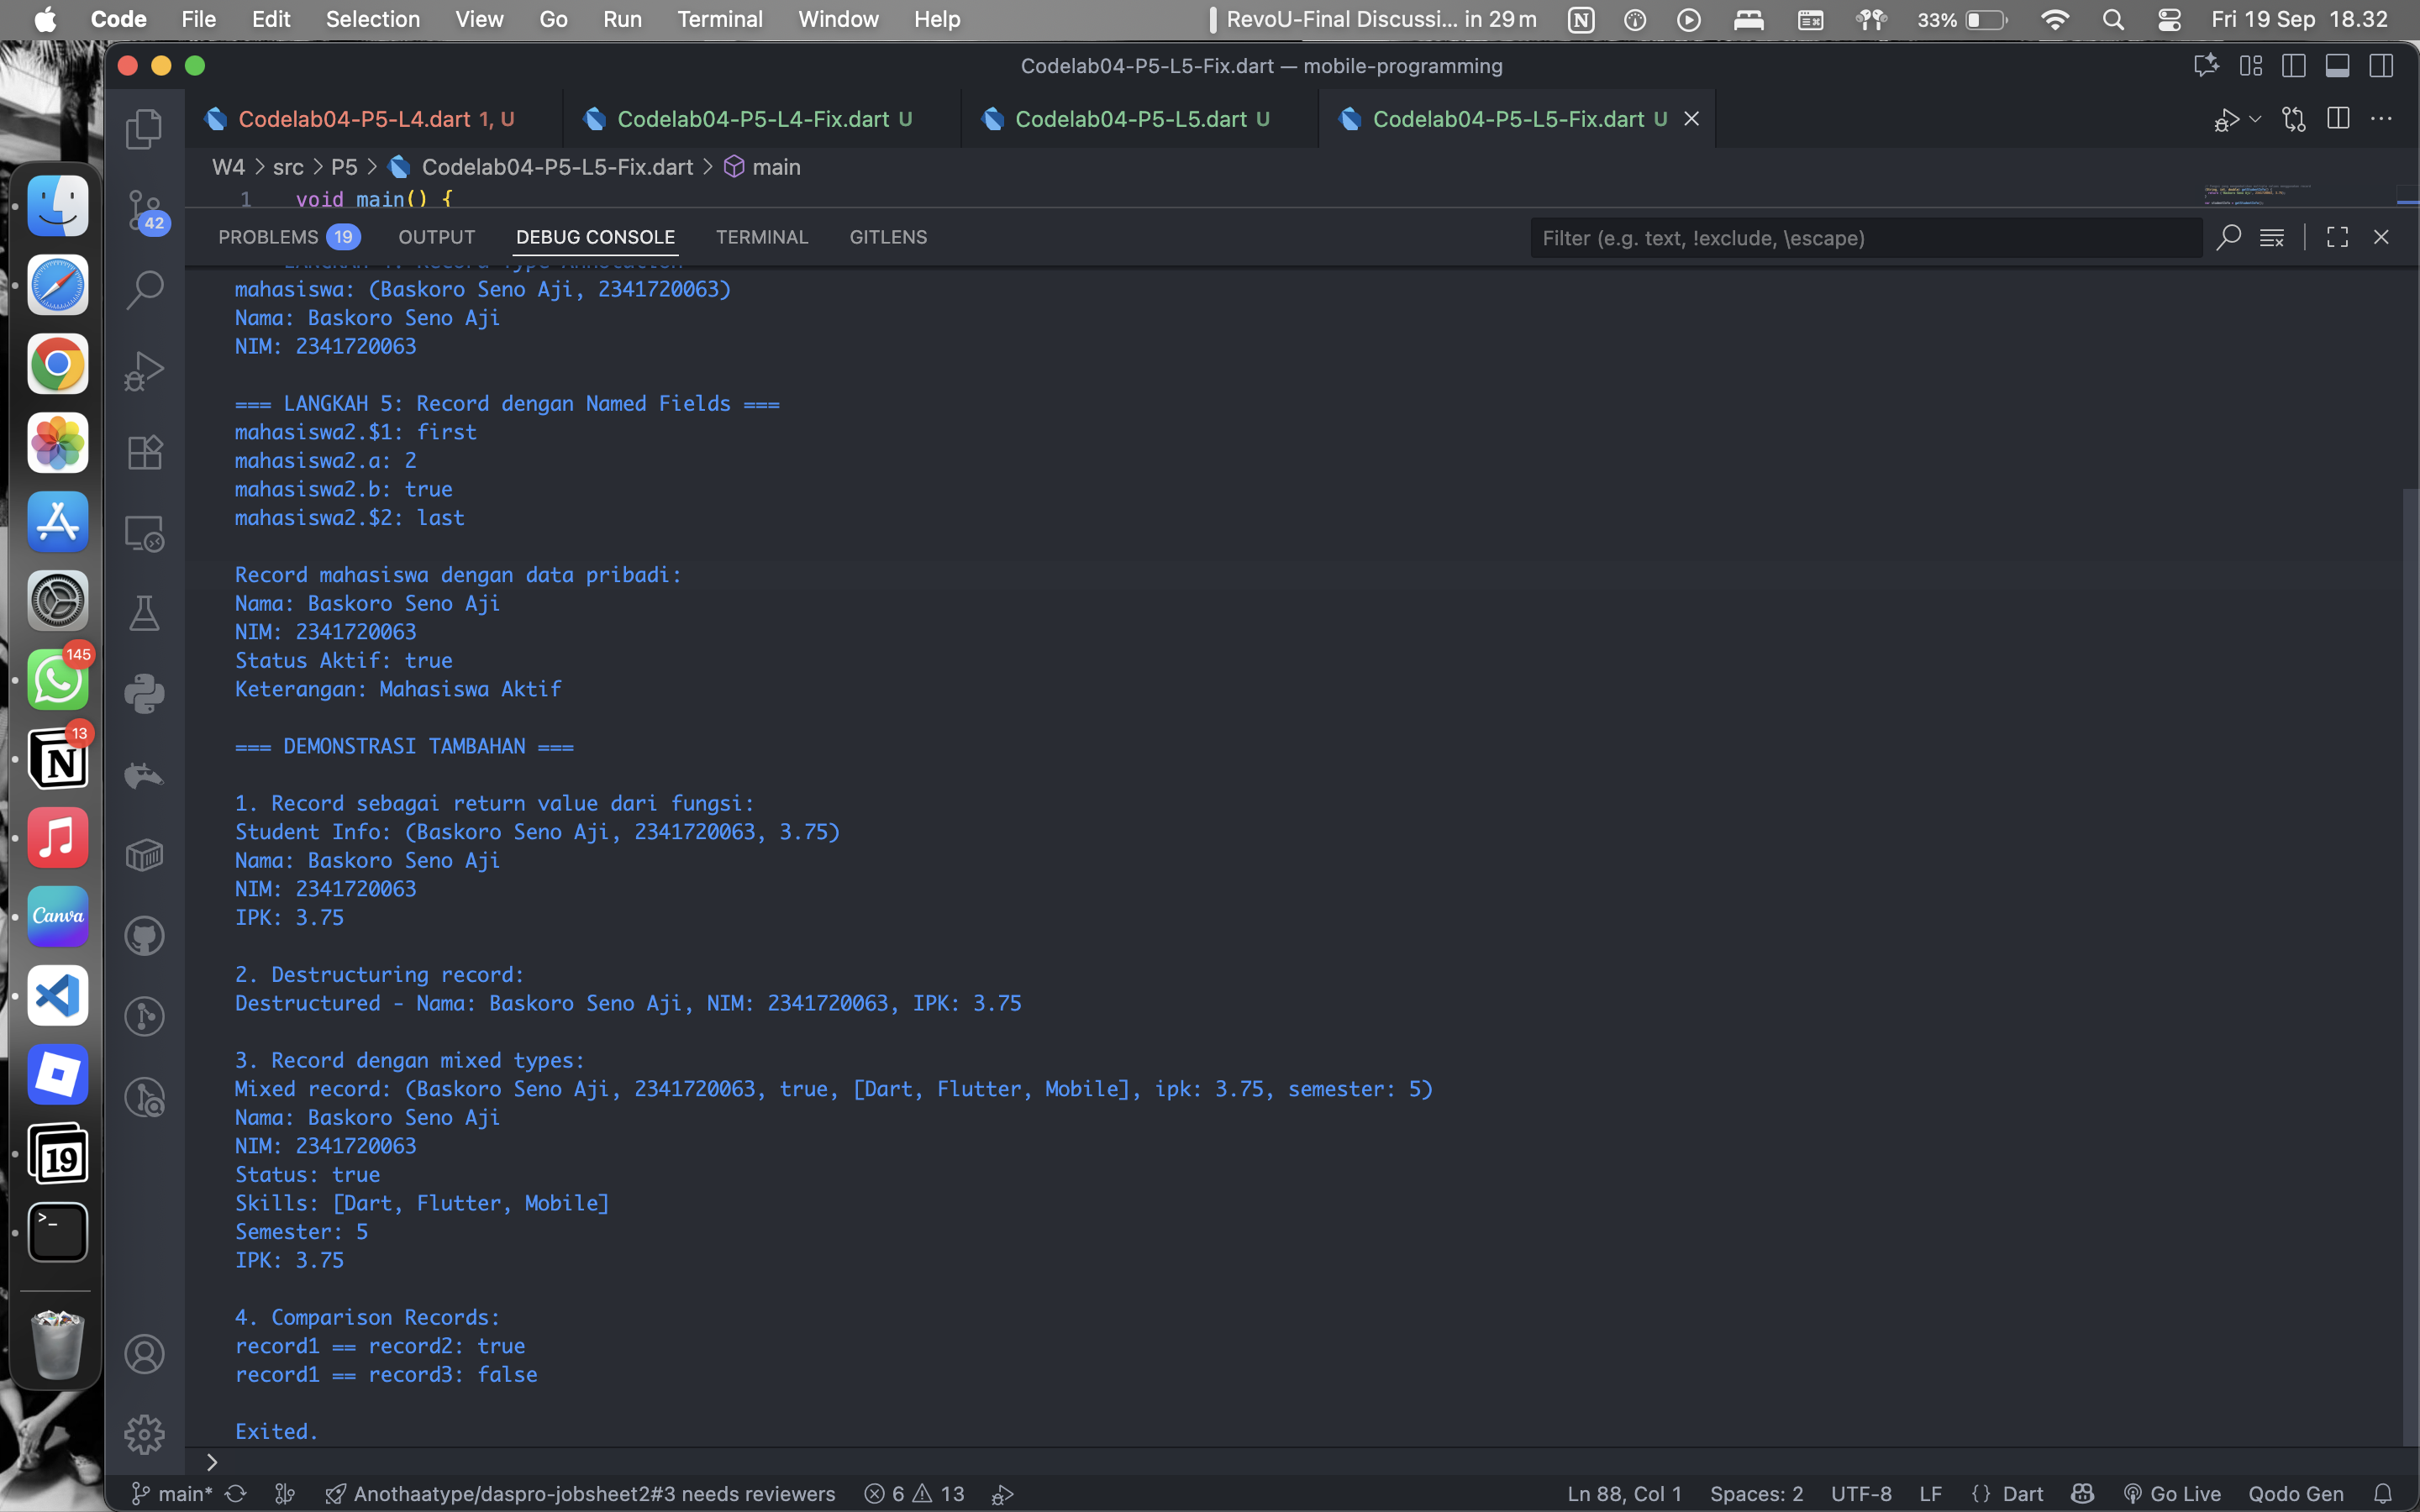 Code File Edit Selection View Go Run Terminal Window Help RevoU-Final Discussi... in 29m 33% Fri 19 Sep 18.32
Codelab04-P5-L5-Fix.dart — mobile-programming
Codelab04-P5-L4.dart 1, U Codelab04-P5-L4-Fix.dart U Codelab04-P5-L5.dart U Codelab04-P5-L5-Fix.dart U
W4 > src > P5 > Codelab04-P5-L5-Fix.dart > main
1 void main() {
42
PROBLEMS 19 OUTPUT DEBUG CONSOLE TERMINAL GITLENS Filter (e.g. text, !exclude, \escape)
mahasiswa: (Baskoro Seno Aji, 2341720063)
Nama: Baskoro Seno Aji
NIM: 2341720063
=== LANGKAH 5: Record dengan Named Fields ===
mahasiswa2.$1: first
mahasiswa2.a: 2
mahasiswa2.b: true
mahasiswa2.$2: last
Record mahasiswa dengan data pribadi:
Nama: Baskoro Seno Aji
NIM: 2341720063
Status Aktif: true
Keterangan: Mahasiswa Aktif
=== DEMONSTRASI TAMBAHAN ===
1. Record sebagai return value dari fungsi:
Student Info: (Baskoro Seno Aji, 2341720063, 3.75)
Nama: Baskoro Seno Aji
NIM: 2341720063
IPK: 3.75
2. Destructuring record:
Destructured - Nama: Baskoro Seno Aji, NIM: 2341720063, IPK: 3.75
3. Record dengan mixed types:
Mixed record: (Baskoro Seno Aji, 2341720063, true, [Dart, Flutter, Mobile], ipk: 3.75, semester: 5)
Nama: Baskoro Seno Aji
NIM: 2341720063
Status: true
Skills: [Dart, Flutter, Mobile]
Semester: 5
IPK: 3.75
4. Comparison Records:
record1 == record2: true
record1 == record3: false
Exited.
>
145
13
Canva
19
main* Anothaatype/daspro-jobsheet2#3 needs reviewers 6 13 Ln 88, Col 1 Spaces: 2 UTF-8 LF {} Dart Go Live Qodo Gen